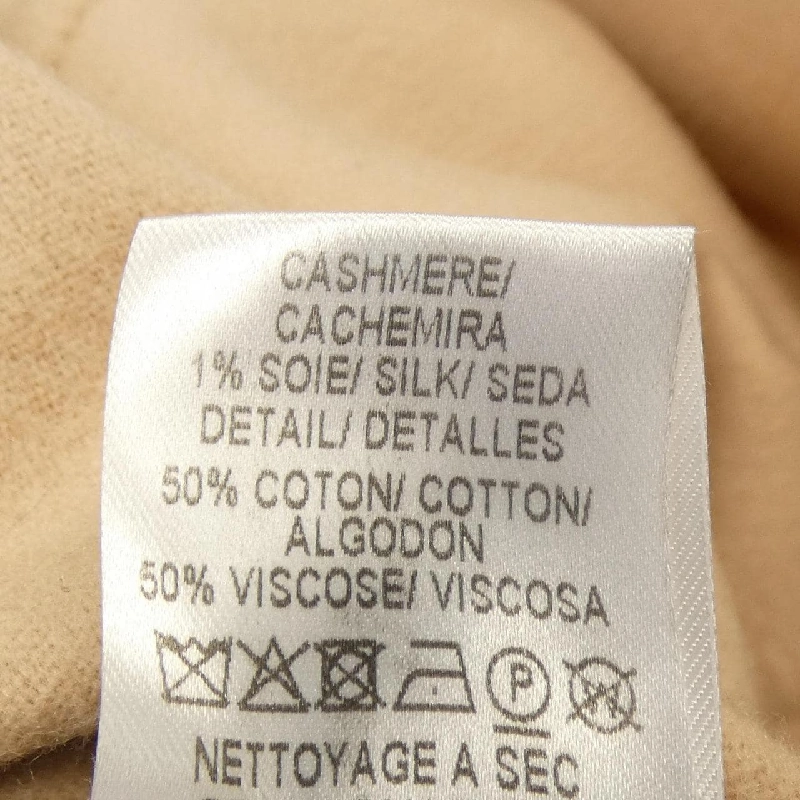 CASHMERE/
CACHEMIRA
1% SOIE/ SILK/ SEDA
DETAIL/ DETALLES
50% COTON/ COTTON/
ALGODON
50% VISCOSE/ VISCOSA
P
NETTOYAGE A SEC